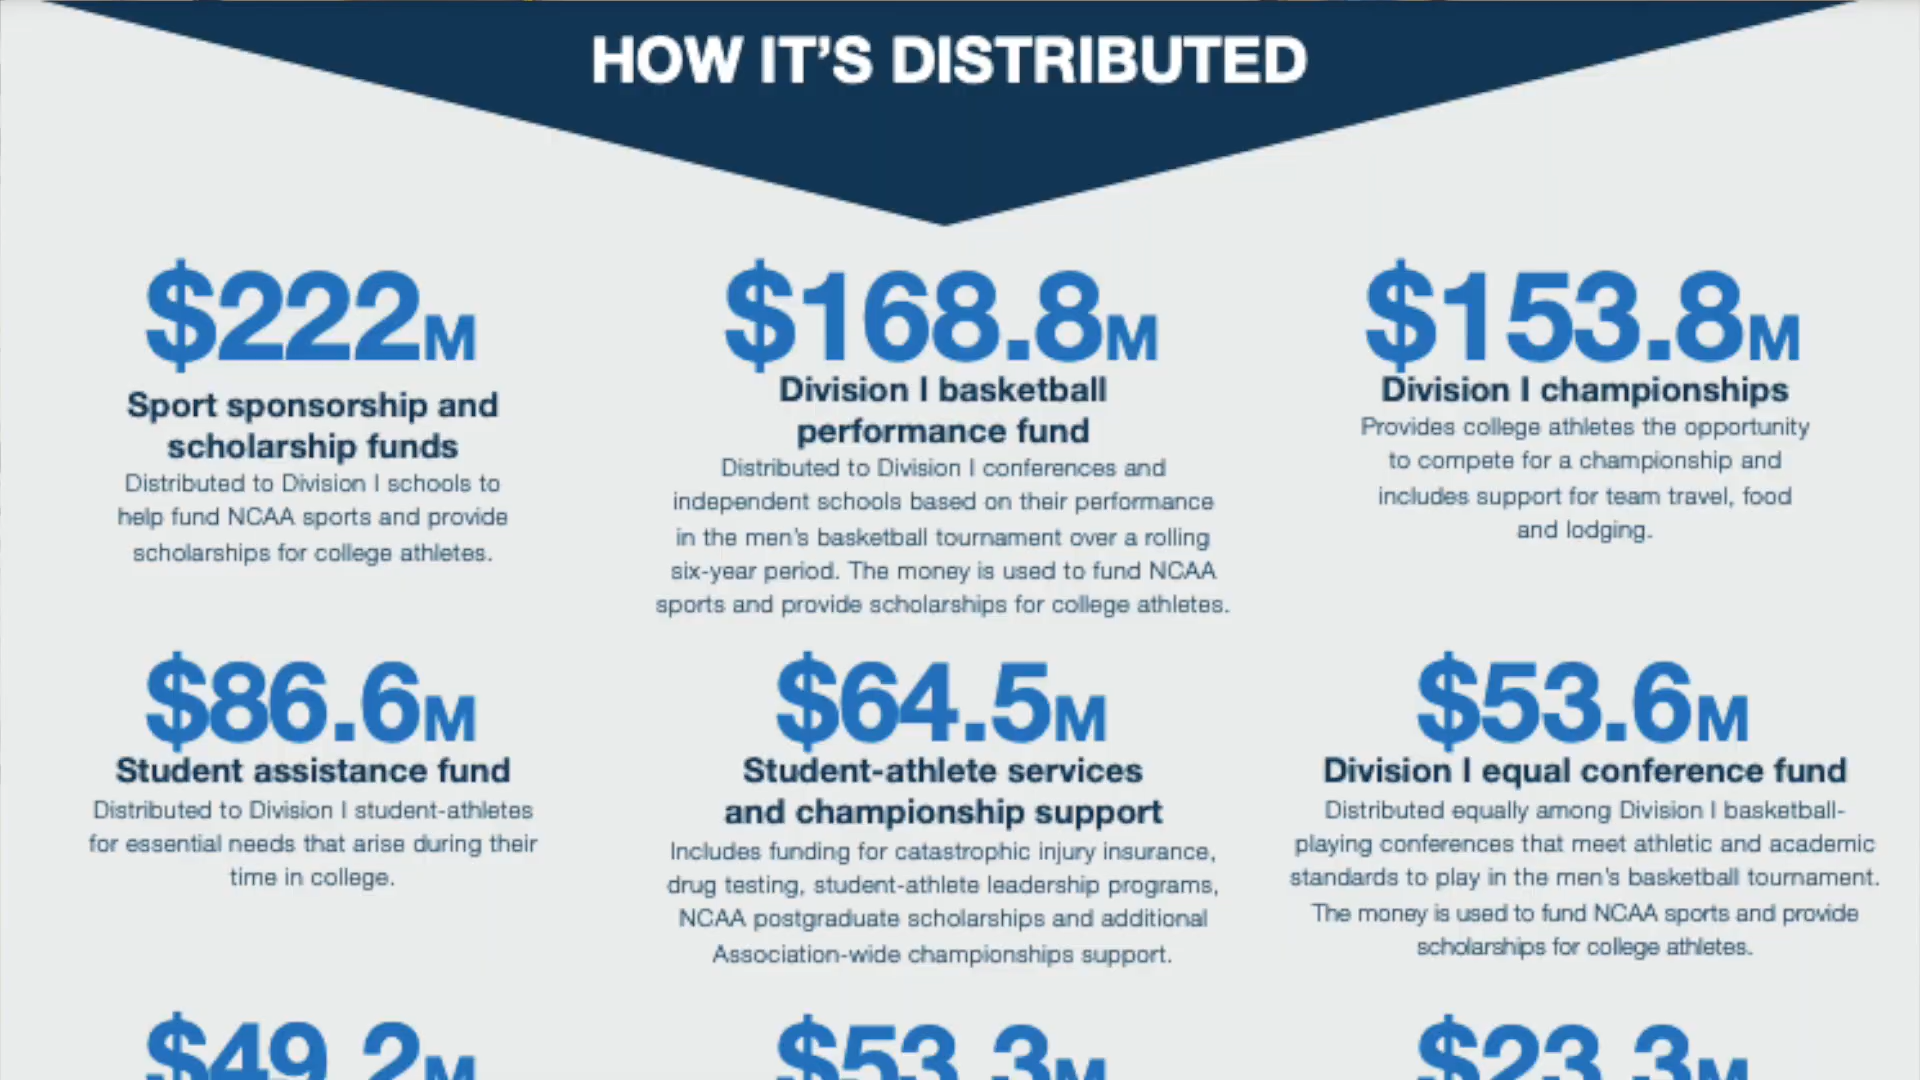 HOW IT'S DISTRIBUTED
$222M
Sport sponsorship and
scholarship funds
Distributed to Division I schools to
help fund NCAA sports and provide
scholarships for college athletes.
$168.8M
Division I basketball
performance fund
Distributed to Division I conferences and
independent schools based on their performance
in the men's basketball tournament over a rolling
six-year period. The money is used to fund NCAA
sports and provide scholarships for college athletes.
$153.8M
Division I championships
Provides college athletes the opportunity
to compete for a championship and
includes support for team travel, food
and lodging.
$86.6M
Student assistance fund
Distributed to Division I student-athletes
for essential needs that arise during their
time in college.
$64.5M
Student-athlete services
and championship support
Includes funding for catastrophic injury insurance,
drug testing, student-athlete leadership programs,
NCAA postgraduate scholarships and additional
Association-wide championships support.
$53.6M
Division I equal conference fund
Distributed equally among Division I basketball-
playing conferences that meet athletic and academic
standards to play in the men's basketball tournament.
The money is used to fund NCAA sports and provide
scholarships for college athletes.
$49.2M
$53.3M
$23.3M